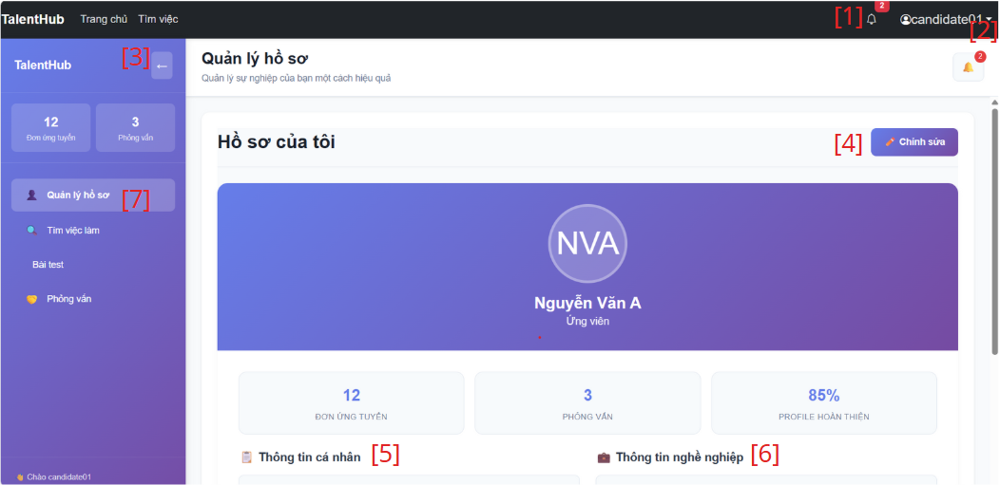 TalentHub Trang chủ Tìm việc [1] 2 candidate01 [2]
TalentHub [3] ←
12 3
Đơn ứng tuyển Phỏng vấn
Quản lý hồ sơ [7]
Tìm việc làm
Bài test
Phỏng vấn
Chào candidate01
Quản lý hồ sơ
Quản lý sự nghiệp của bạn một cách hiệu quả
2
Hồ sơ của tôi [4] Chỉnh sửa
NVA
Nguyễn Văn A
Ứng viên
12 3 85%
ĐƠN ỨNG TUYỂN PHỎNG VẤN PROFILE HOÀN THIỆN
Thông tin cá nhân [5] Thông tin nghề nghiệp [6]